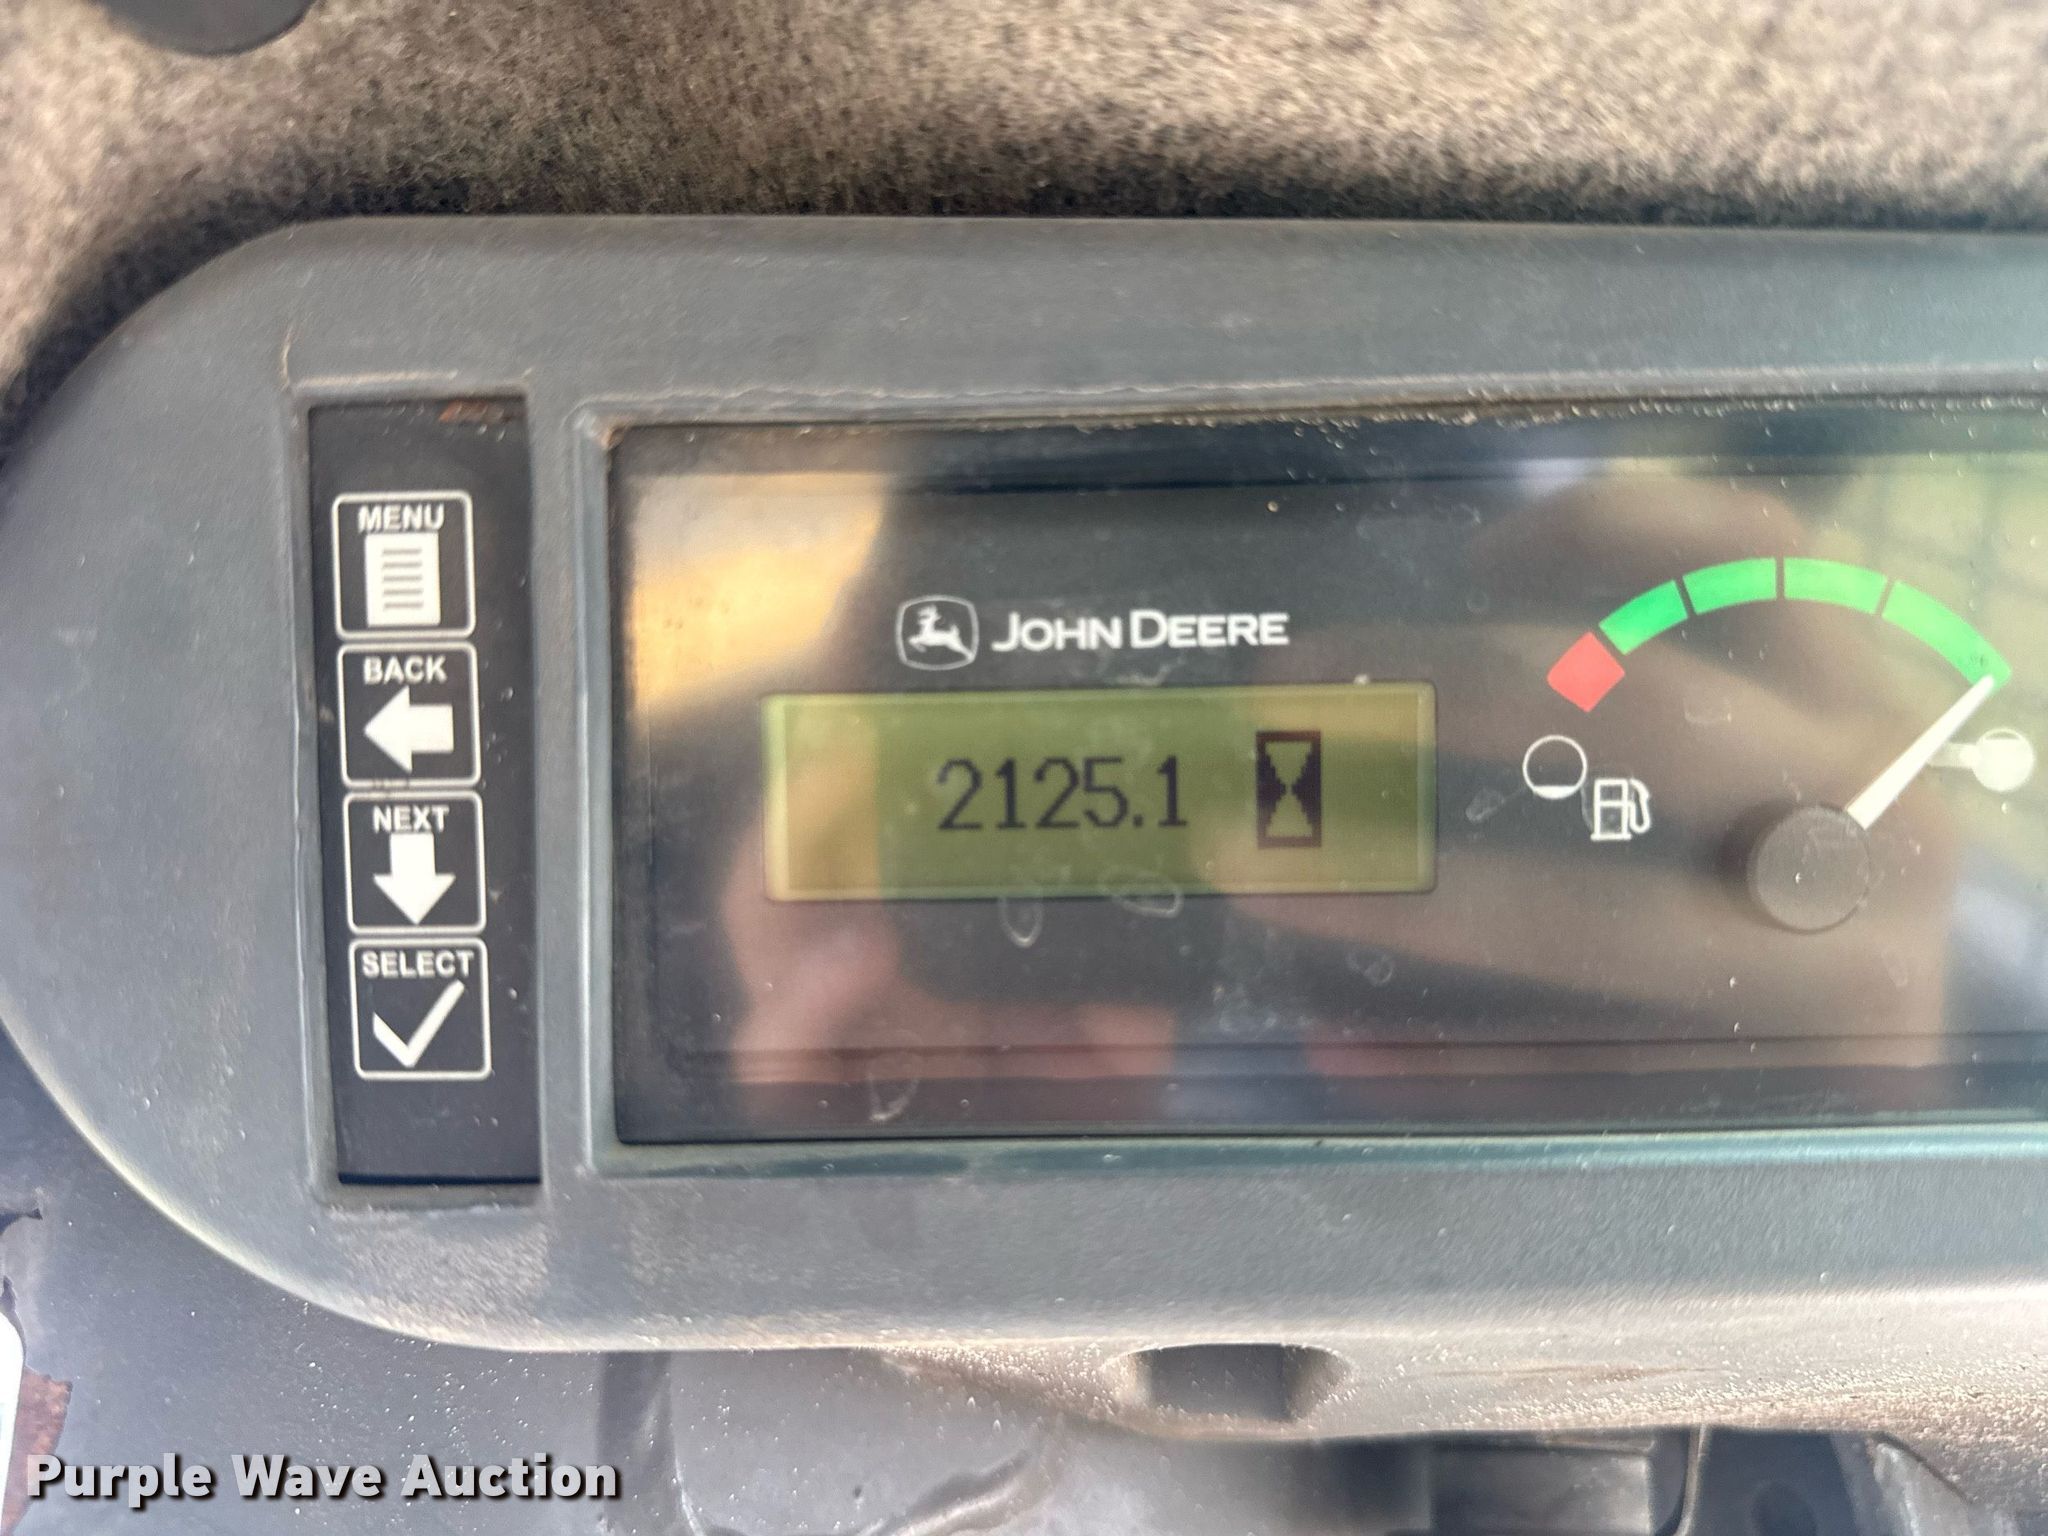 MENU
BACK
NEXT
SELECT
JOHN DEERE
2125.1
Purple Wave Auction